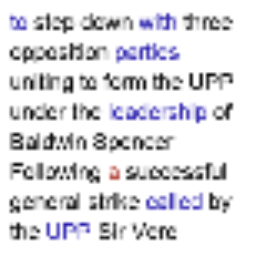 to step down with three
opposition parties
uniting to form the UPP
under the leadership of
Baldwin Spencer
Following a successful
general strike called by
the UPP Sir Vere